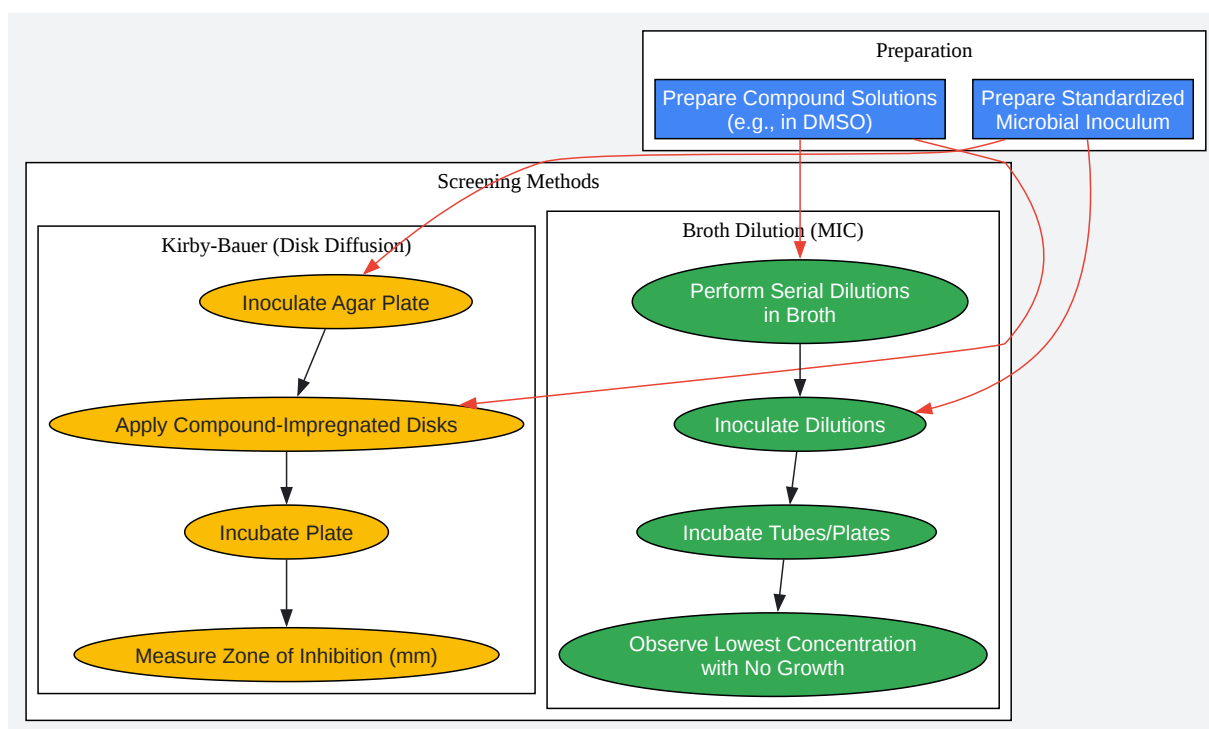 Preparation
Prepare Compound Solutions
(e.g., in DMSO)
Prepare Standardized
Microbial Inoculum
Screening Methods
Kirby-Bauer (Disk Diffusion)
Inoculate Agar Plate
Apply Compound-Impregnated Disks
Incubate Plate
Measure Zone of Inhibition (mm)
Broth Dilution (MIC)
Perform Serial Dilutions
in Broth
Inoculate Dilutions
Incubate Tubes/Plates
Observe Lowest Concentration
with No Growth